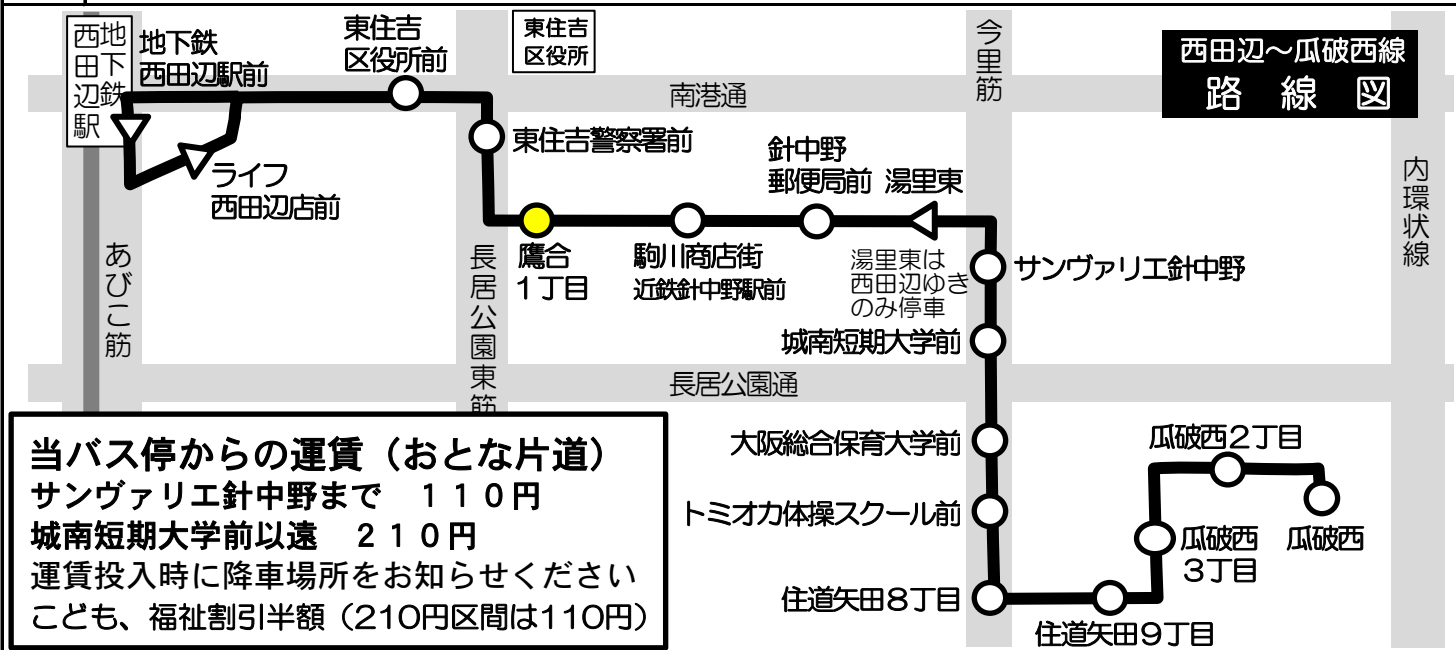 地下鉄
西田辺駅
地下鉄
西田辺駅前
東住吉
区役所前
東住吉
区役所
今里筋
西田辺～瓜破西線
路線図
南港通
東住吉警察署前
針中野
郵便局前
湯里東
ライフ
西田辺店前
内環状線
あびこ筋
長居公園東筋
鷹合
1丁目
駒川商店街
近鉄針中野駅前
湯里東は
西田辺ゆき
のみ停車
サンヴァリエ針中野
城南短期大学前
長居公園通
当バス停からの運賃（おとな片道）
サンヴァリエ針中野まで　１１０円
城南短期大学前以遠　２１０円
運賃投入時に降車場所をお知らせください
こども、福祉割引半額（210円区間は110円）
大阪総合保育大学前
瓜破西2丁目
トミオカ体操スクール前
瓜破西
3丁目
瓜破西
住道矢田8丁目
住道矢田9丁目